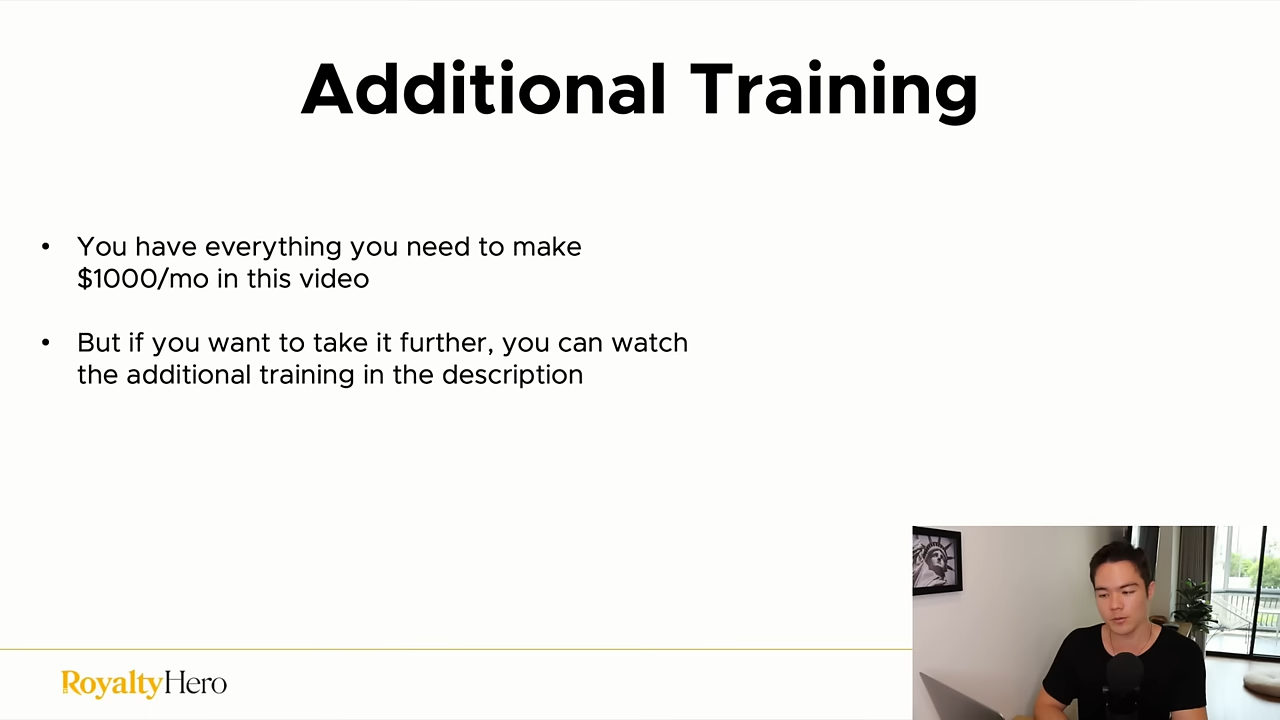 Additional Training
• You have everything you need to make
$1000/mo in this video
• But if you want to take it further, you can watch
the additional training in the description
RoyaltyHero